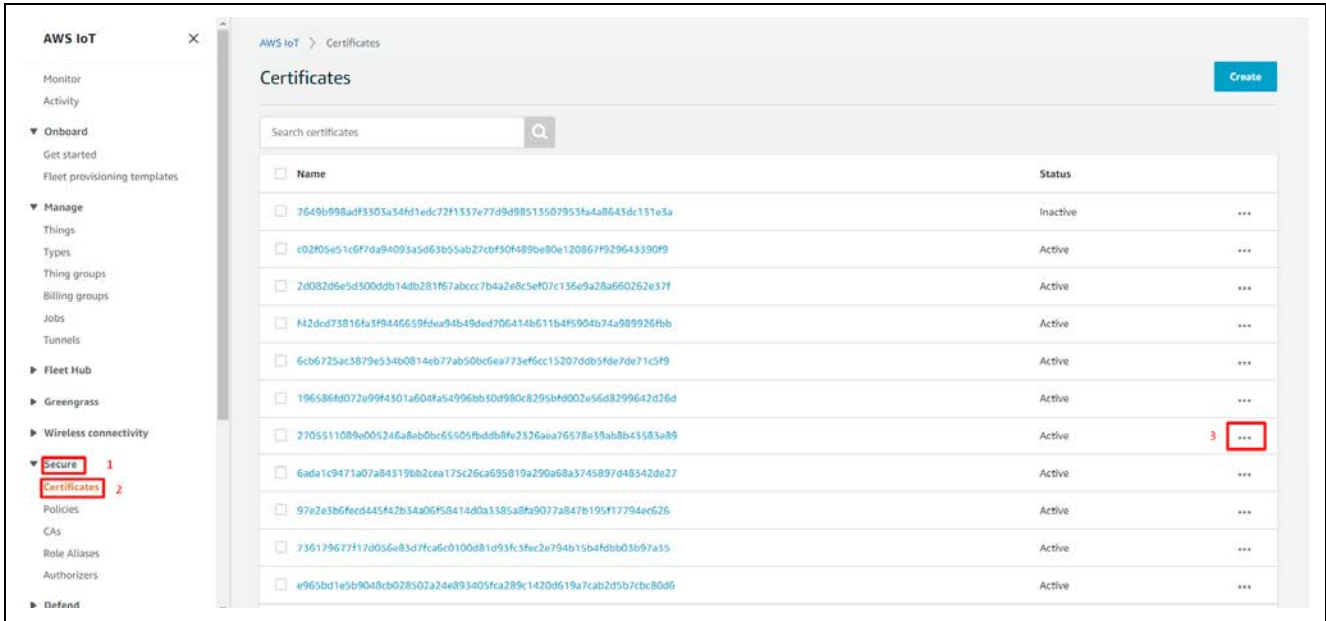 AWS IoT ×
Monitor
Activity
Onboard
Get started
Fleet provisioning templates
Manage
Things
Types
Thing groups
Billing groups
Jobs
Tunnels
Fleet Hub
Greengrass
Wireless connectivity
Secure 1
Certificates 2
Policies
CAs
Role Aliases
Authorizers
Defend
AWS IoT > Certificates
Certificates Create
Search certificates
Name Status
7649b998adf3303a34fd1edc72f1337e77d9d98513507953fa4a8643dc131e3a Inactive ...
c02f05e51c6f7da94093a5d63b55ab27cbf30f489be80e120867f929643390f9 Active ...
2d082d6e5d300ddb14db281f67abccc7b4a2e8c5ef07c136e9a28a660262e37f Active ...
f42dcd73816fa3f9446659fdea94b49ded706414b611b4f5904b74a989926fbb Active ...
6cb6725ac3879e534b0814eb77ab50bc6ea773ef6cc15207ddb5fde7de71c5f9 Active ...
196586fd072e99f4301a604fa54996bb30d980c8295bfd002e56d8299642d26d Active ...
2705511089e005246a8eb0bc65505fbddb8fe2326aea76578e39ab8b43583e89 Active 3 ...
6ada1c9471a07a84319bb2cea175c26ca695819a290a68a3745897d48342de27 Active ...
97e2e3b6fecd445f42b34a06f58414d0a3385a8fa9077a847b195f17794ec626 Active ...
736179677f17d056e83d7fca6c0100d81d93fc3fec2e794b15b4fdbb03b97a35 Active ...
e965bd1e5b9048cb028502a24e893405fca289c1420d619a7cab2d5b7cbc80d6 Active ...